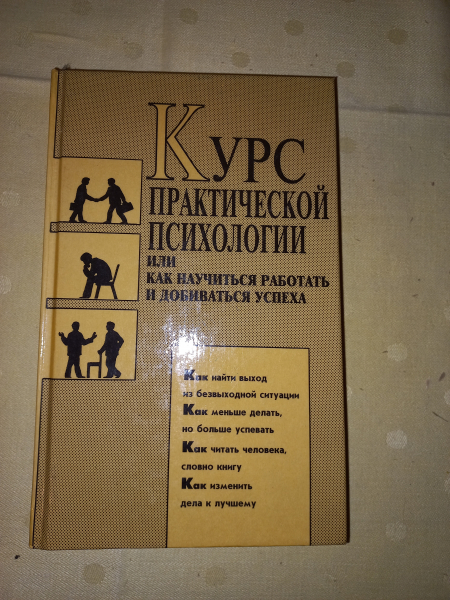 Курс
ПРАКТИЧЕСКОЙ
ПСИХОЛОГИИ
ИЛИ
КАК НАУЧИТЬСЯ РАБОТАТЬ
И ДОБИВАТЬСЯ УСПЕХА
Как найти выход
из безвыходной ситуации
Как меньше делать,
но больше успевать
Как читать человека,
словно книгу
Как изменить
дела к лучшему